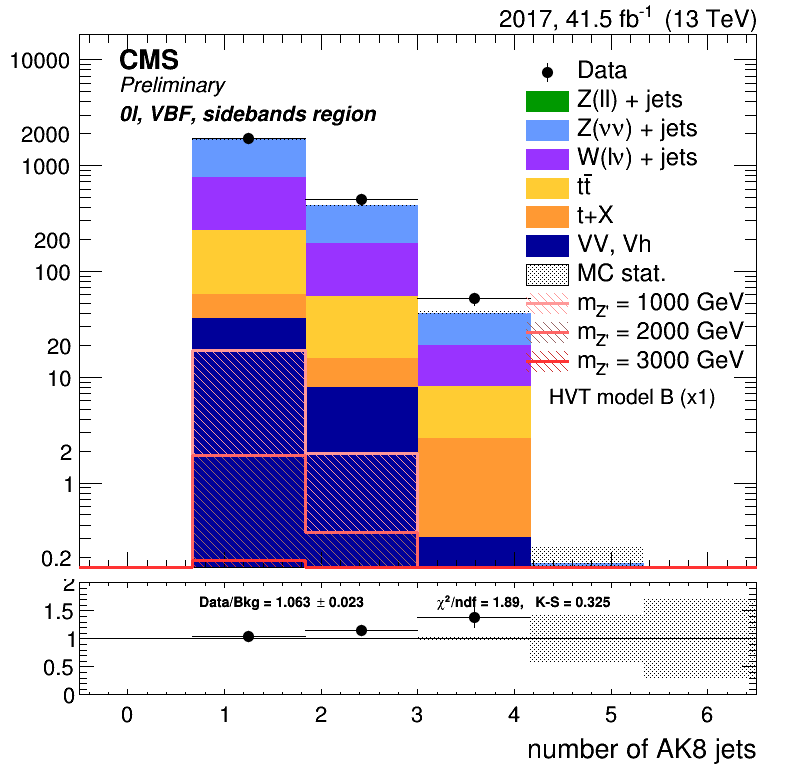 2017, 41.5 fb⁻¹ (13 TeV)
CMS
Preliminary
0l, VBF, sidebands region
Data
Z(ll) + jets
Z(νν) + jets
W(lν) + jets
tt̄
t+X
VV, Vh
MC stat.
m_Z' = 1000 GeV
m_Z' = 2000 GeV
m_Z' = 3000 GeV
HVT model B (x1)
10000
2000
1000
200
100
20
10
2
1
0.2
Data/Bkg = 1.063 ± 0.023
χ²/ndf = 1.89, K-S = 0.325
2
1.5
1
0.5
0
0 1 2 3 4 5 6
number of AK8 jets